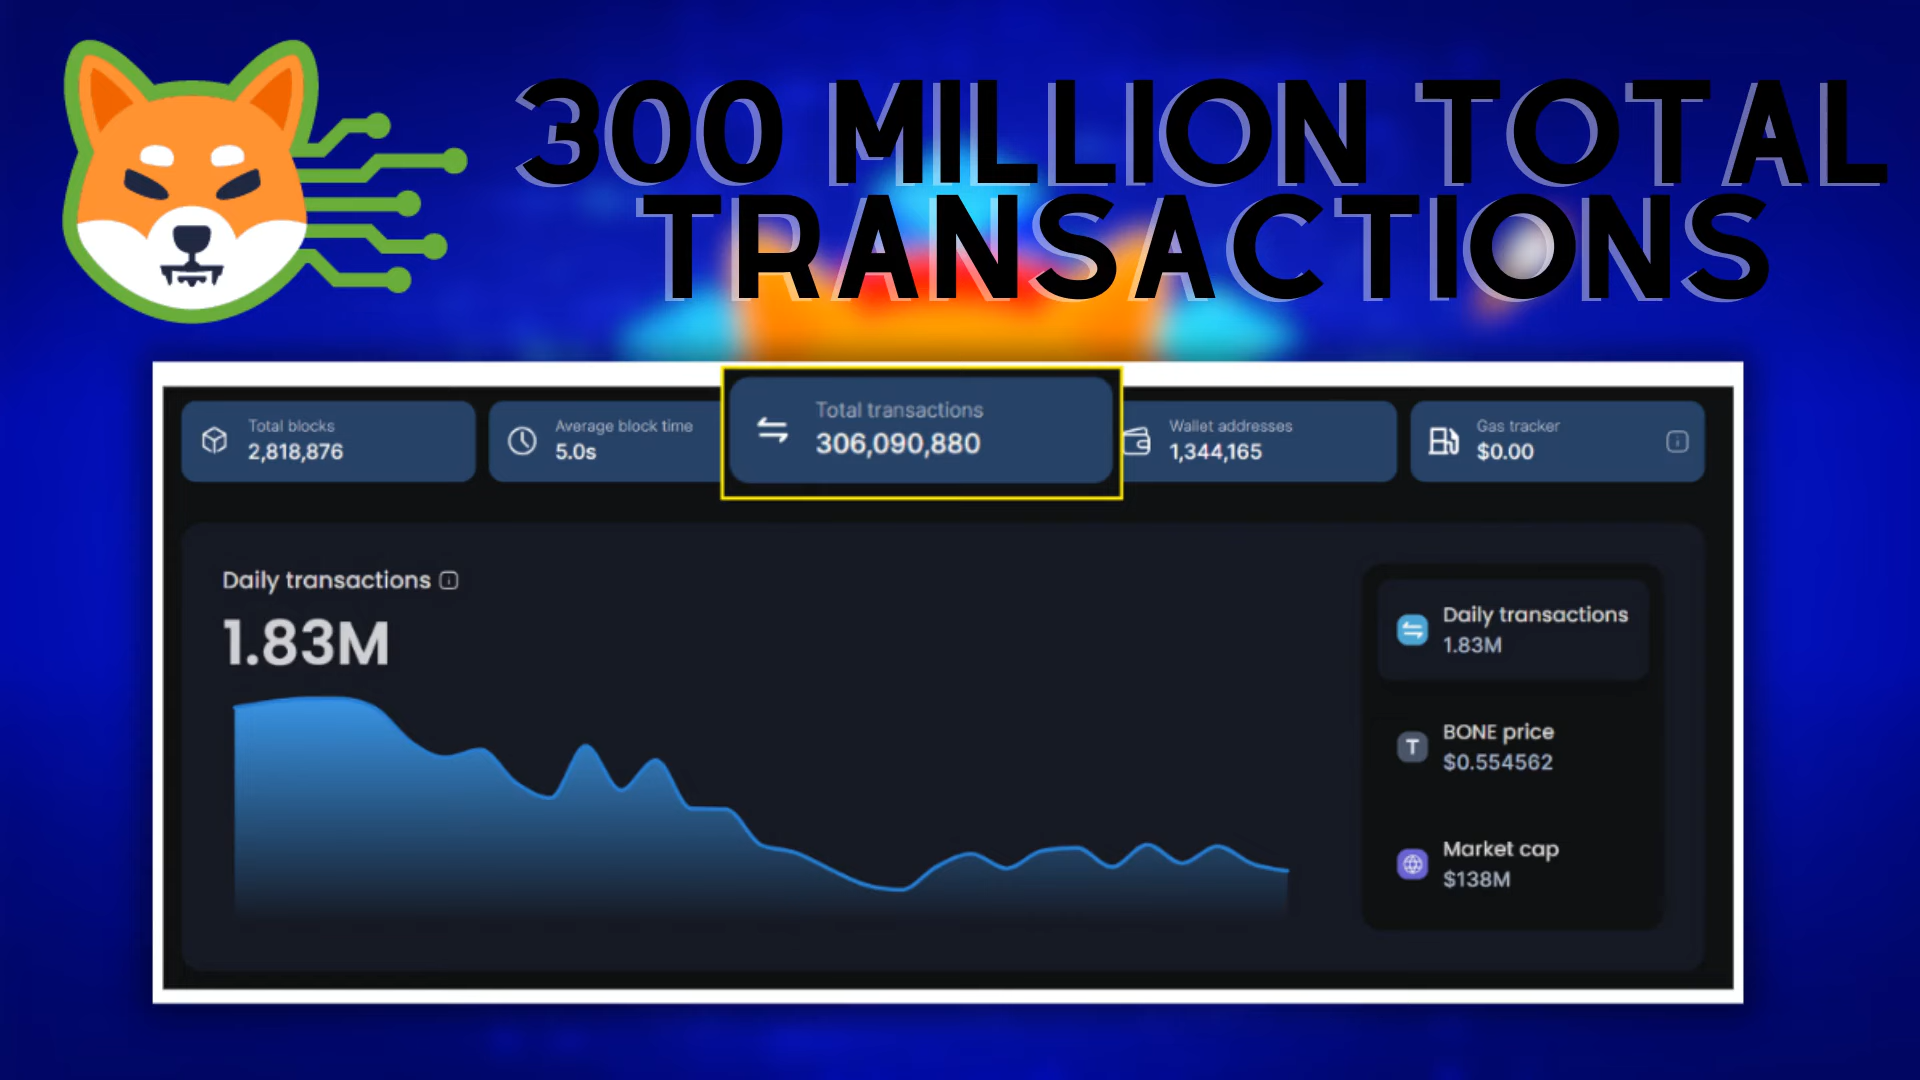 300 MILLION TOTAL
TRANSACTIONS
Total blocks
2,818,876
Average block time
5.0s
Total transactions
306,090,880
Wallet addresses
1,344,165
Gas tracker
$0.00
Daily transactions
1.83M
Daily transactions
1.83M
BONE price
$0.554562
Market cap
$138M